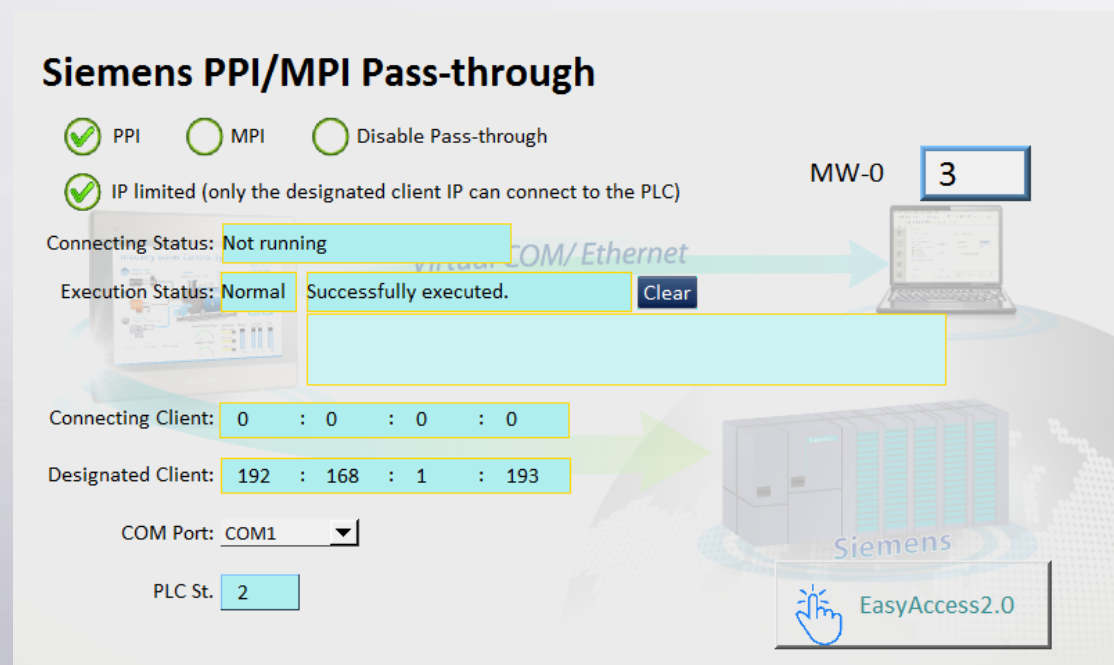 Siemens PPI/MPI Pass-through
PPI MPI Disable Pass-through
MW-0 3
IP limited (only the designated client IP can connect to the PLC)
Connecting Status: Not running
COM/ Ethernet
Execution Status: Normal Successfully executed. Clear
Connecting Client: 0 : 0 : 0 : 0
Designated Client: 192 : 168 : 1 : 193
COM Port: COM1
Siemens
PLC St. 2
EasyAccess2.0